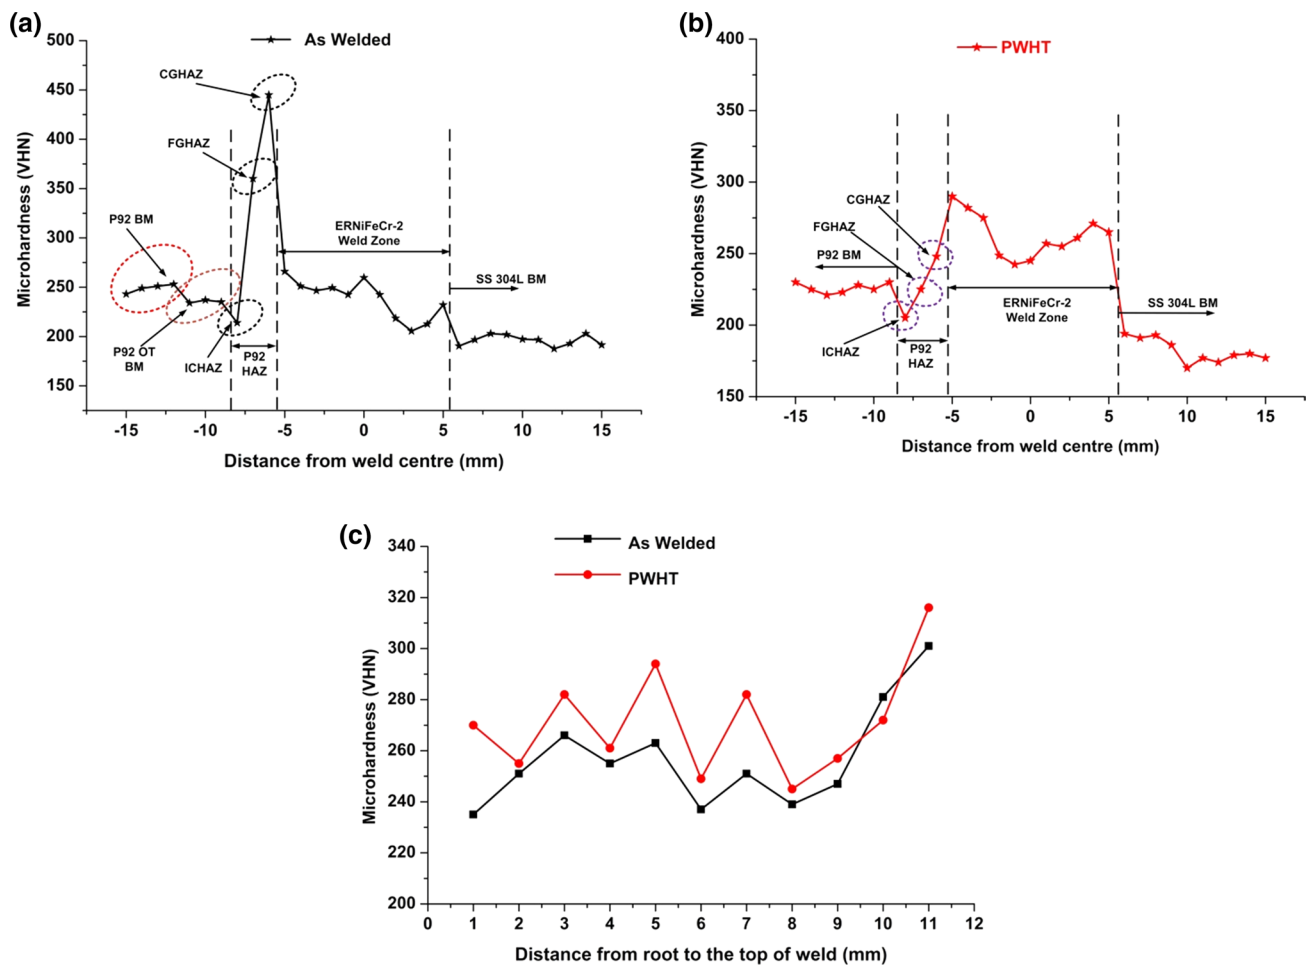 (a)
As Welded
500
450
400
350
300
250
200
150
Microhardness (VHN)
CGHAZ
FGHAZ
P92 BM
ERNiFeCr-2
Weld Zone
SS 304L BM
P92 OT
BM
ICHAZ
P92
HAZ
-15
-10
-5
0
5
10
15
Distance from weld centre (mm)
(b)
PWHT
400
350
300
250
200
150
Microhardness (VHN)
CGHAZ
FGHAZ
P92 BM
ERNiFeCr-2
Weld Zone
SS 304L BM
ICHAZ
P92
HAZ
-15
-10
-5
0
5
10
15
Distance from weld centre (mm)
(c)
As Welded
PWHT
340
320
300
280
260
240
220
200
Microhardness (VHN)
0
1
2
3
4
5
6
7
8
9
10
11
12
Distance from root to the top of weld (mm)